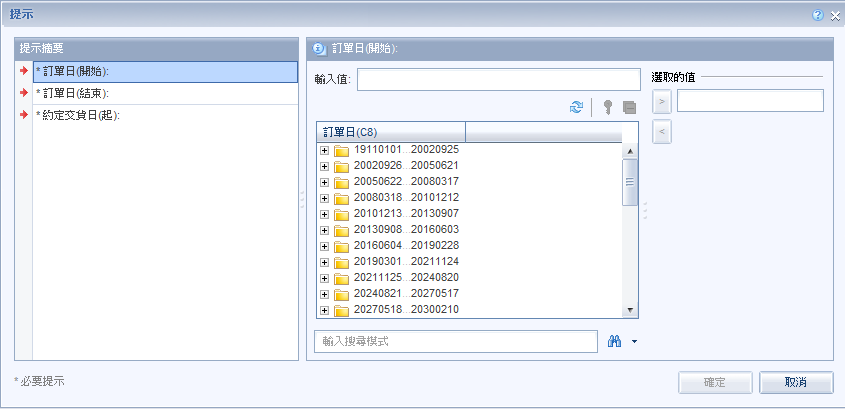 提示
提示摘要
* 訂單日(開始):
* 訂單日(結束):
* 約定交貨日(起):
訂單日(開始):
輸入值:
訂單日(C8)
19110101...20020925
20020926...20050621
20050622...20080317
20080318...20101212
20101213...20130907
20130908...20160603
20160604...20190228
20190301...20211124
20211125...20240820
20240821...20270517
20270518...20300210
輸入搜尋模式
選取的值
>
<
* 必要提示
確定
取消